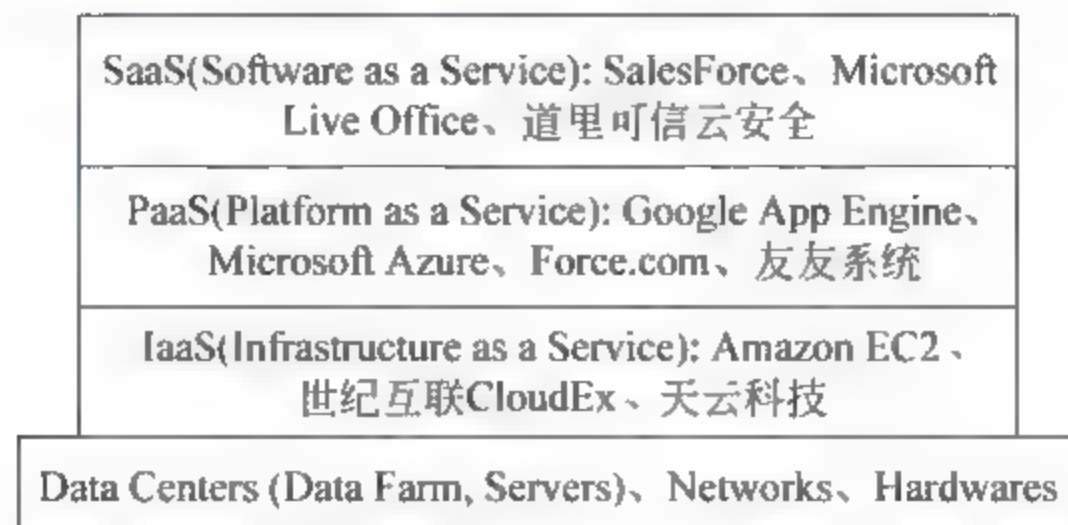 SaaS(Software as a Service): SalesForce、Microsoft
Live Office、道里可信云安全
PaaS(Platform as a Service): Google App Engine、
Microsoft Azure、Force.com、友友系统
IaaS(Infrastructure as a Service): Amazon EC2、
世纪互联CloudEx、天云科技
Data Centers (Data Farm, Servers)、Networks、Hardwares